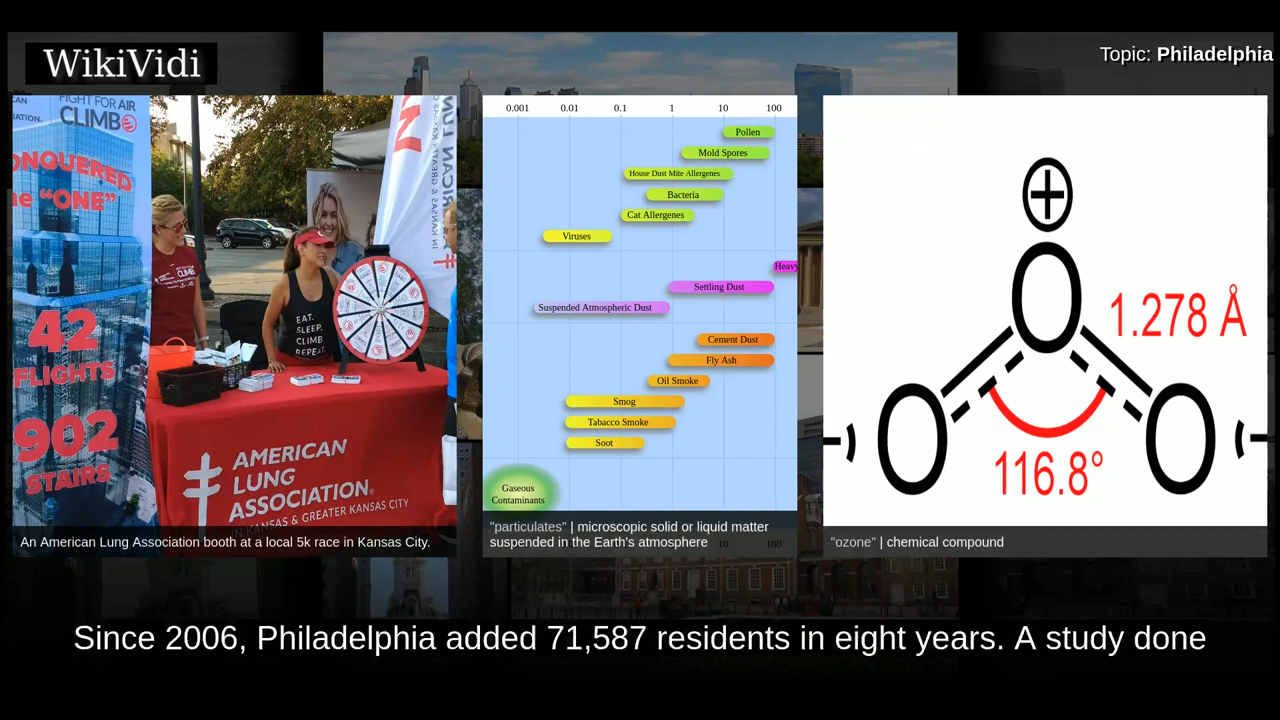 WikiVidi
Topic: Philadelphia
FIGHT FOR AIR
CLIMB
ONQUERED
"ONE"
42
FLIGHTS
902
STAIRS
EAT.
SLEEP.
CLIMB.
REPEAT.
AMERICAN
LUNG
ASSOCIATION®
IN KANSAS & GREATER KANSAS CITY
An American Lung Association booth at a local 5k race in Kansas City.
0.001 0.01 0.1 1 10 100
Pollen
Mold Spores
House Dust Mite Allergenes
Bacteria
Cat Allergenes
Viruses
Heavy
Settling Dust
Suspended Atmospheric Dust
Cement Dust
Fly Ash
Oil Smoke
Smog
Tabacco Smoke
Soot
Gaseous
Contaminants
10 100
"particulates" | microscopic solid or liquid matter
suspended in the Earth's atmosphere
1.278 Å
116.8°
"ozone" | chemical compound
Since 2006, Philadelphia added 71,587 residents in eight years. A study done